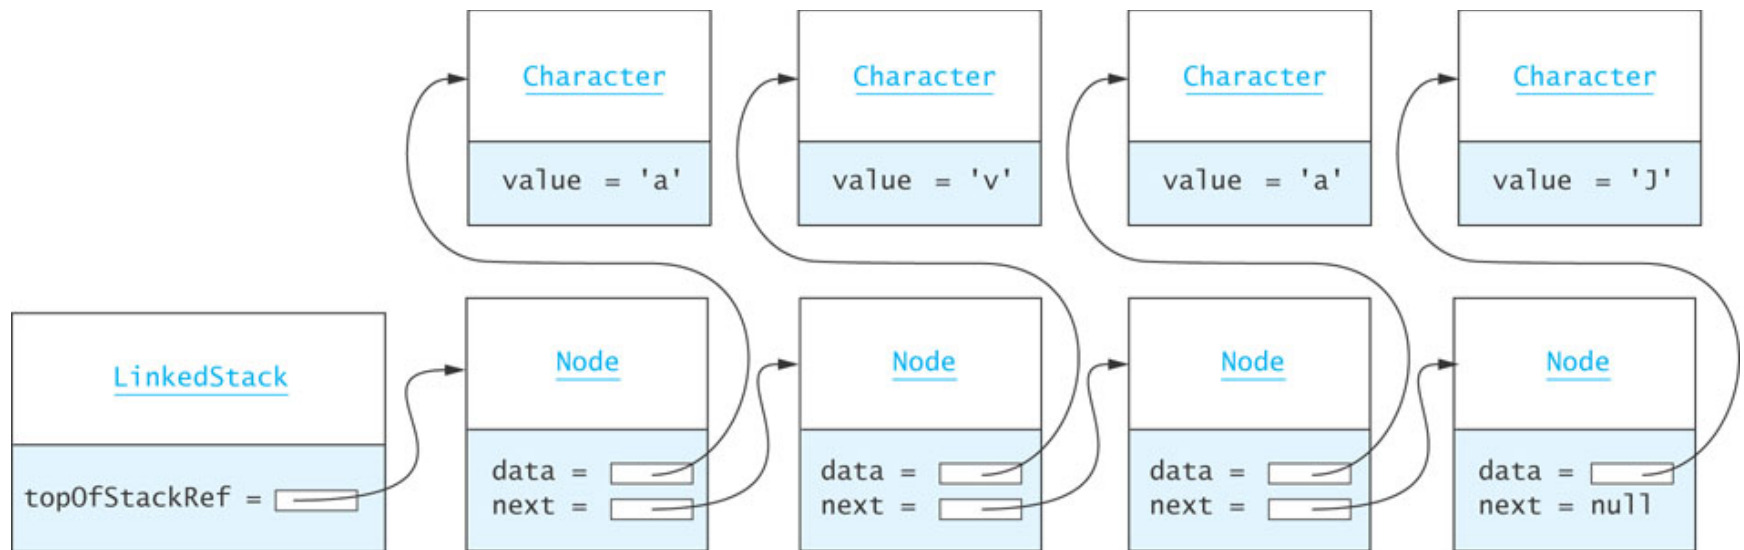 Character
value = 'a'
Character
value = 'v'
Character
value = 'a'
Character
value = 'J'
LinkedStack
topOfStackRef =
Node
data =
next =
Node
data =
next =
Node
data =
next =
Node
data =
next = null